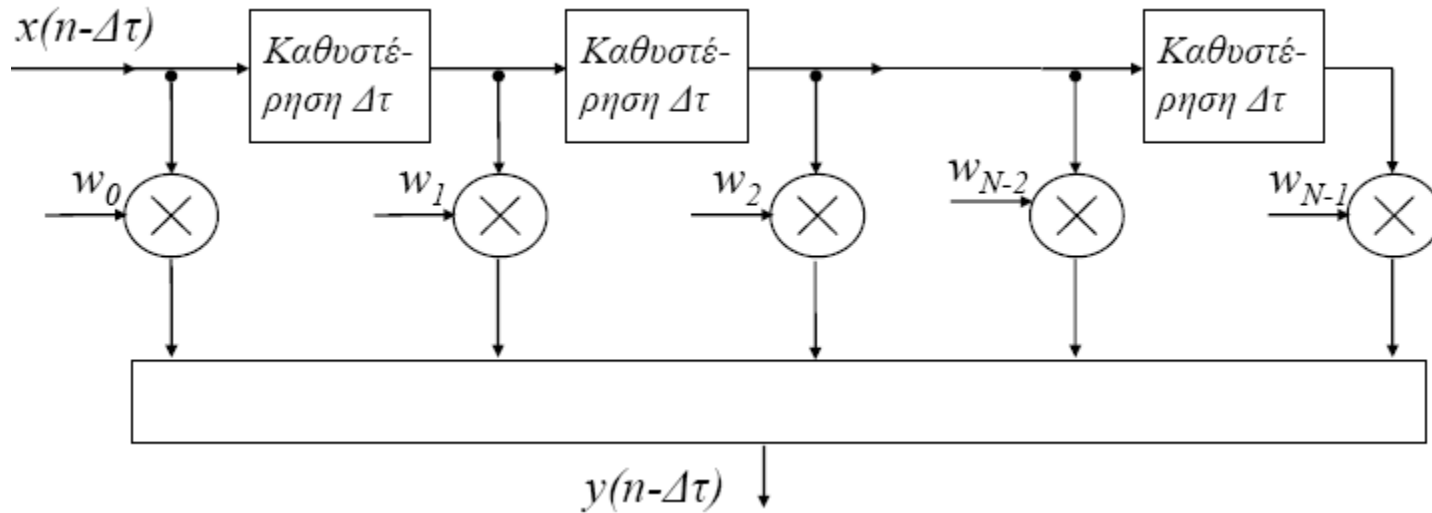 x(n-Δτ)
Καθυστέ-
ρηση Δτ
Καθυστέ-
ρηση Δτ
Καθυστέ-
ρηση Δτ
w0
w1
w2
wN-2
wN-1
y(n-Δτ)